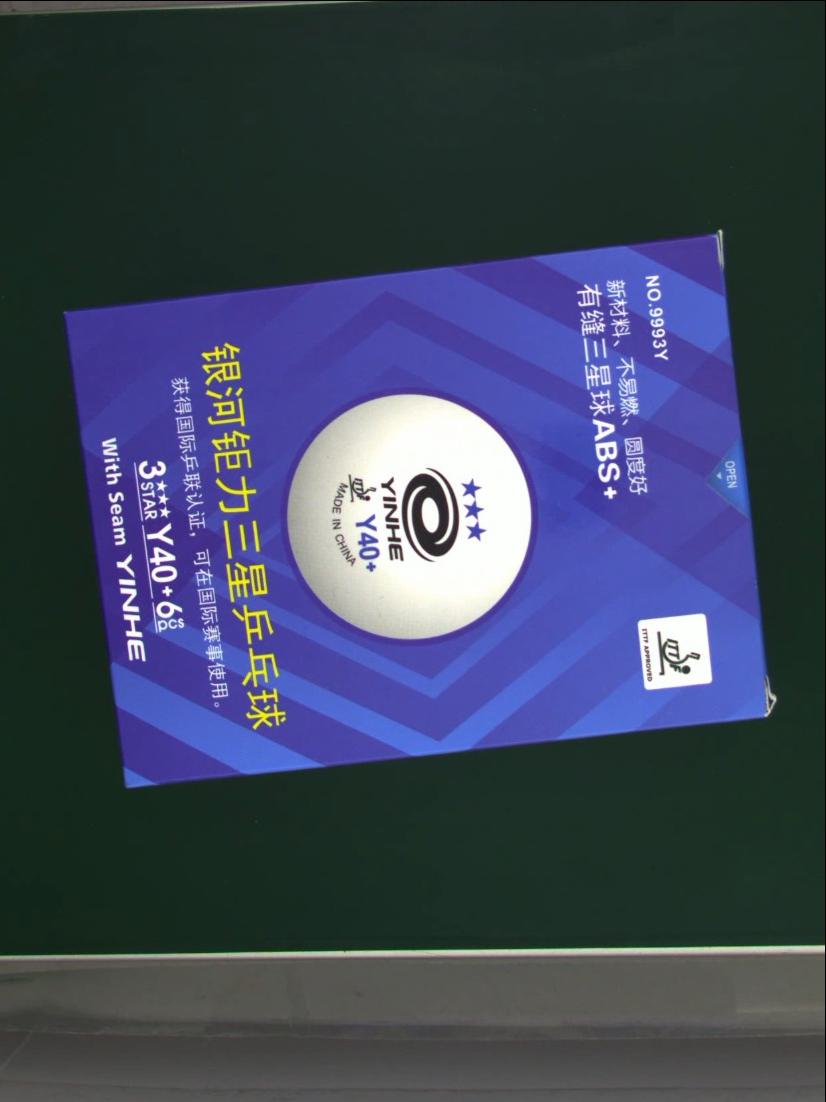 NO.9993Y
新材料、不易燃、圆度好
有缝三星球ABS+
OPEN
ITTF APPROVED
YINHE
Y40+
MADE IN CHINA
银河钜力三星乒乓球
获得国际乒联认证，可在国际赛事使用。
3 STAR Y40+ 6 PCS
With Seam YINHE